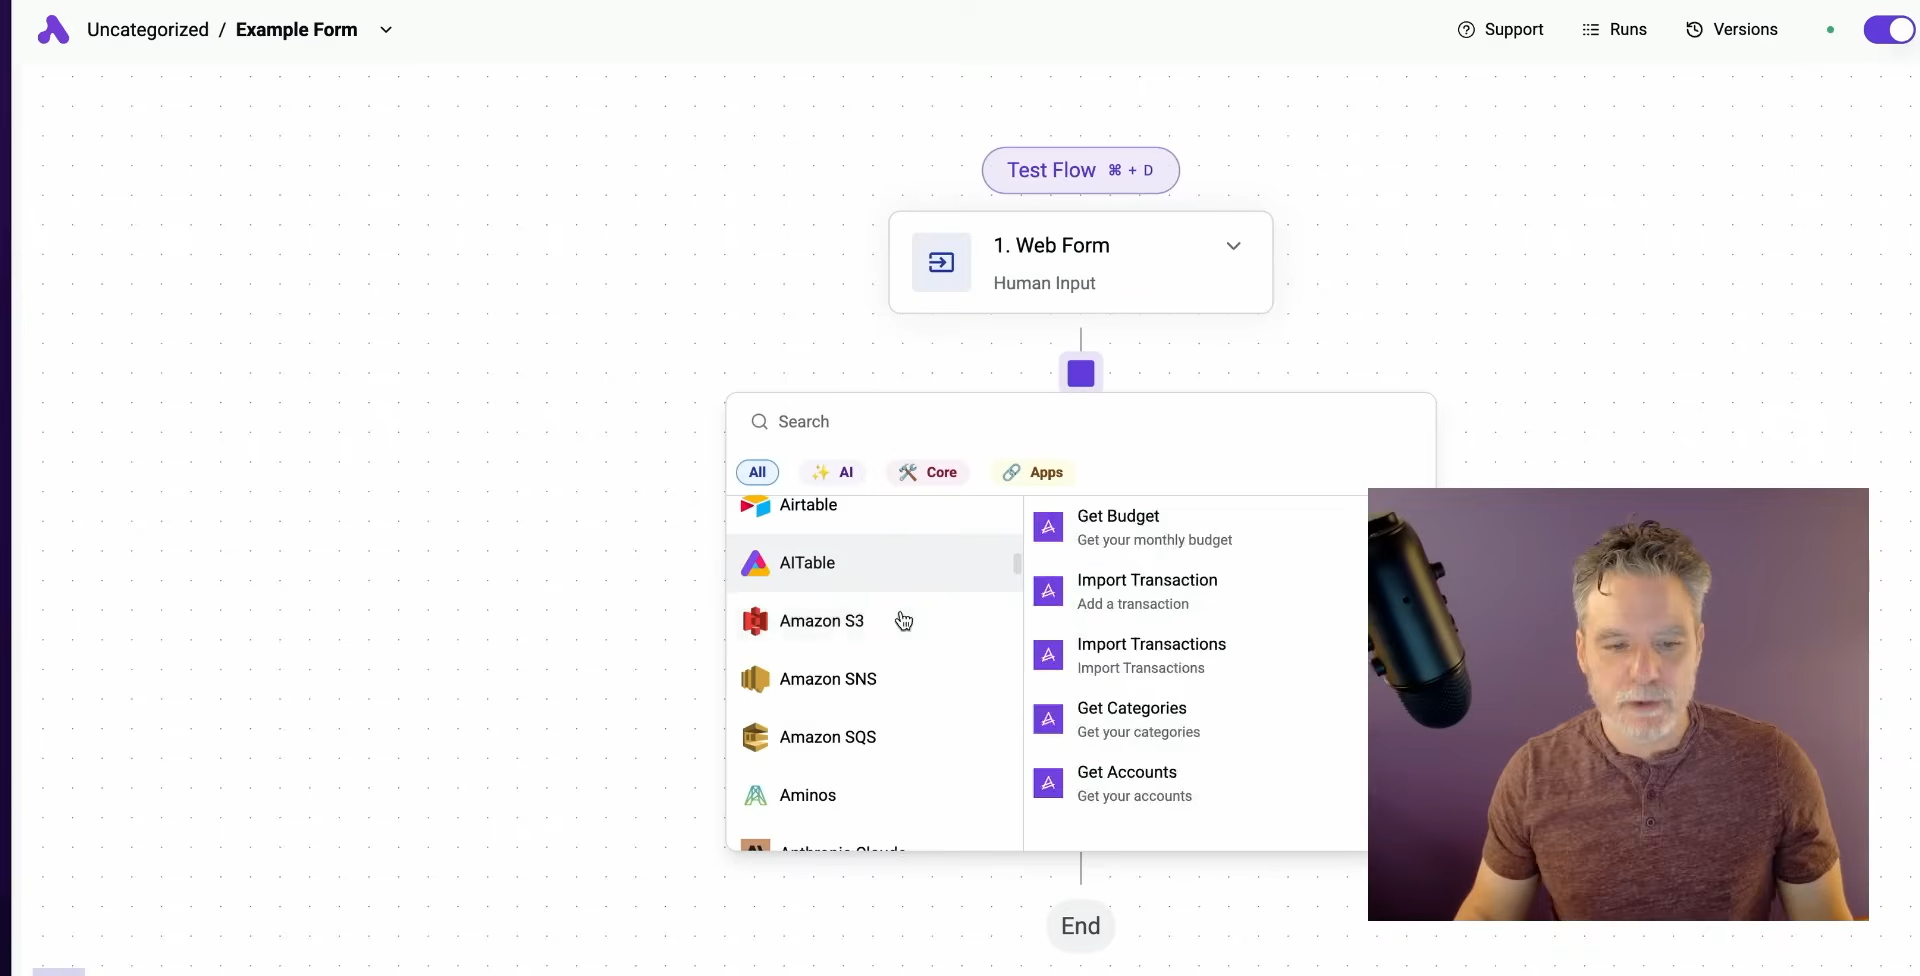 Uncategorized / Example Form
Support
Runs
Versions
Test Flow ⌘ + D
1. Web Form
Human Input
Search
All
AI
Core
Apps
Airtable
AITable
Amazon S3
Amazon SNS
Amazon SQS
Aminos
Anthropic Claude
Get Budget
Get your monthly budget
Import Transaction
Add a transaction
Import Transactions
Import Transactions
Get Categories
Get your categories
Get Accounts
Get your accounts
End